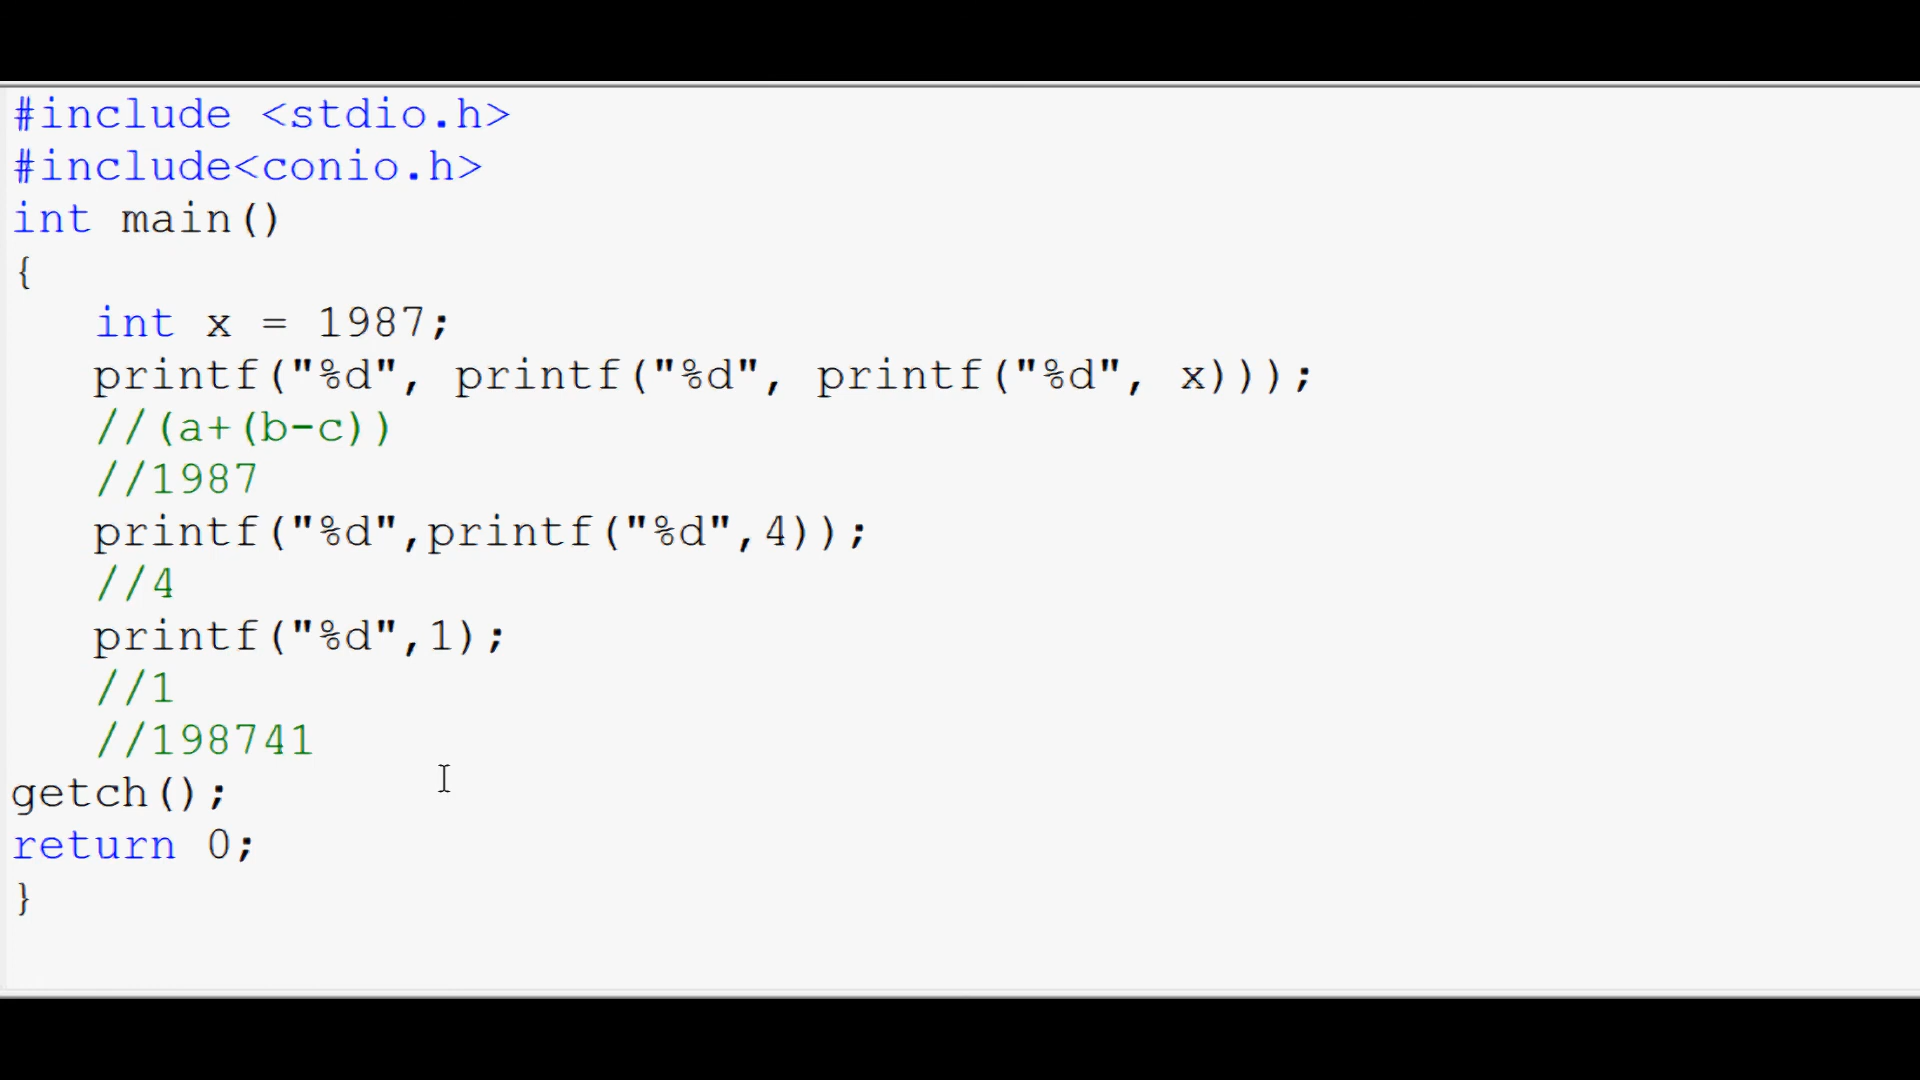 #include <stdio.h>
#include<conio.h>
int main()
{
int x = 1987;
printf("%d", printf("%d", printf("%d", x)));
//(a+(b-c))
//1987
printf("%d",printf("%d",4));
//4
printf("%d",1);
//1
//198741
getch();
return 0;
}